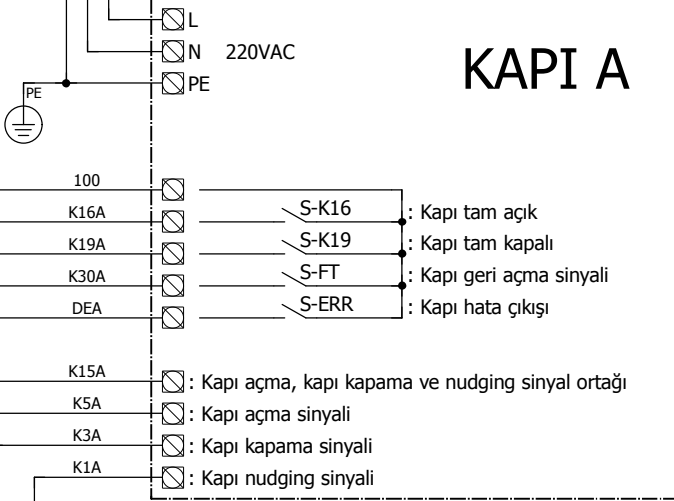 L
N 220VAC
KAPI A
PE
PE
100
K16A S-K16 : Kapı tam açık
K19A S-K19 : Kapı tam kapalı
K30A S-FT : Kapı geri açma sinyali
DEA S-ERR : Kapı hata çıkışı
K15A : Kapı açma, kapı kapama ve nudging sinyal ortağı
K5A : Kapı açma sinyali
K3A : Kapı kapama sinyali
K1A : Kapı nudging sinyali